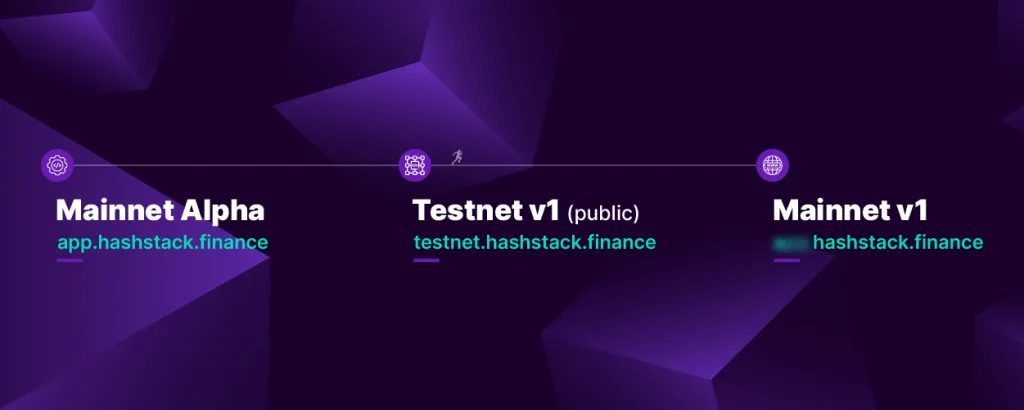 Mainnet Alpha
app.hashstack.finance
Testnet v1 (public)
testnet.hashstack.finance
Mainnet v1
hashstack.finance